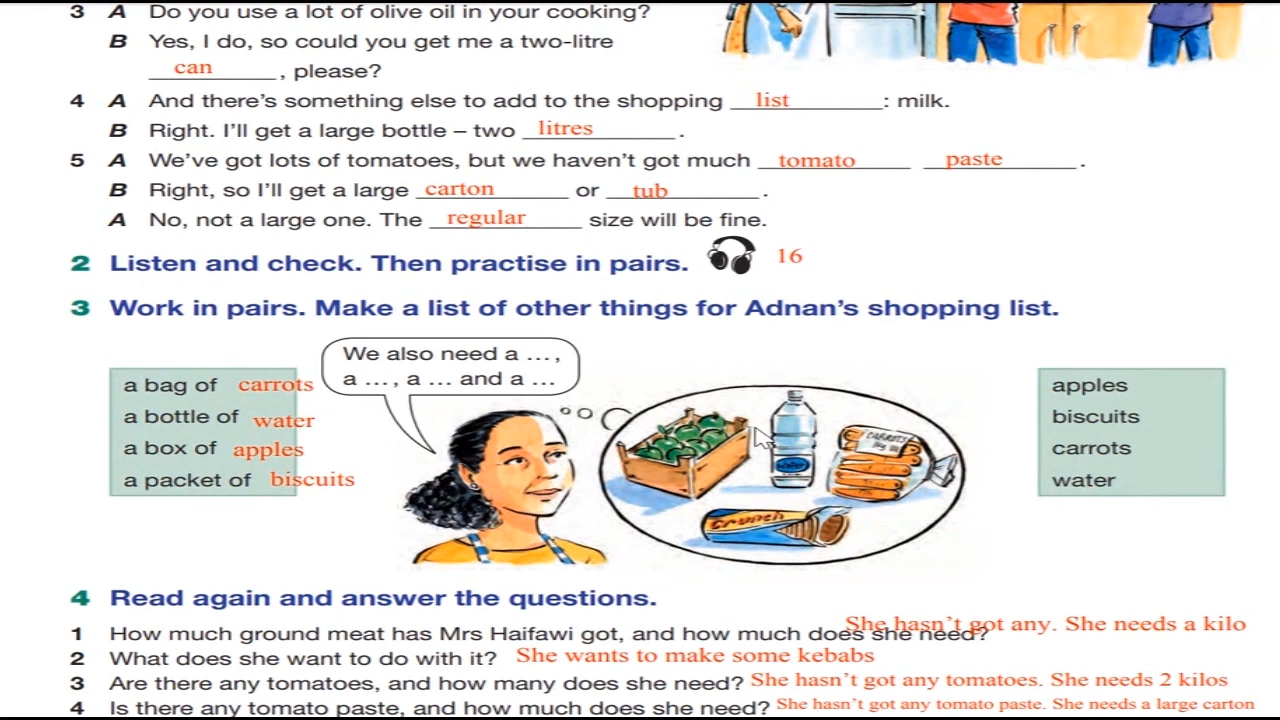 3 A Do you use a lot of olive oil in your cooking?
B Yes, I do, so could you get me a two-litre
can, please?
4 A And there's something else to add to the shopping list: milk.
B Right. I'll get a large bottle – two litres.
5 A We've got lots of tomatoes, but we haven't got much tomato paste.
B Right, so I'll get a large carton or tub.
A No, not a large one. The regular size will be fine.
2 Listen and check. Then practise in pairs. 16
3 Work in pairs. Make a list of other things for Adnan's shopping list.
We also need a ...,
a ..., a ... and a ...
a bag of carrots
a bottle of water
a box of apples
a packet of biscuits
CARROTS
Crunch
apples
biscuits
carrots
water
4 Read again and answer the questions.
1 How much ground meat has Mrs Haifawi got, and how much does she need? She hasn't got any. She needs a kilo
2 What does she want to do with it? She wants to make some kebabs
3 Are there any tomatoes, and how many does she need? She hasn't got any tomatoes. She needs 2 kilos
4 Is there any tomato paste, and how much does she need? She hasn't got any tomato paste. She needs a large carton